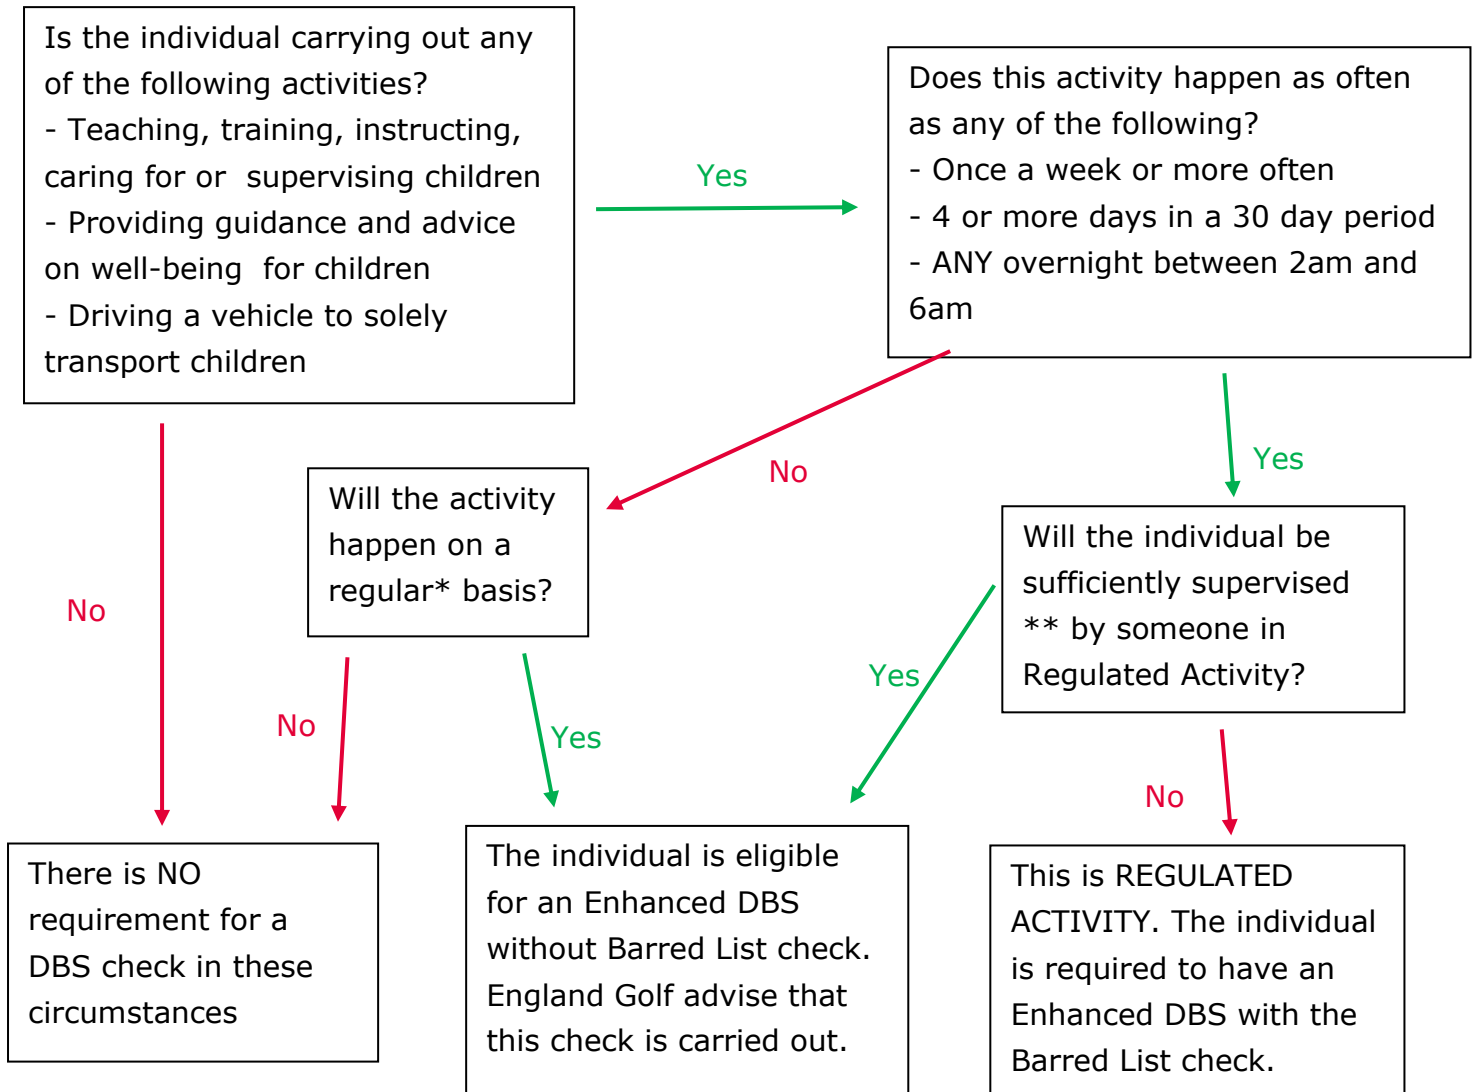 Is the individual carrying out any
of the following activities?
- Teaching, training, instructing,
caring for or  supervising children
- Providing guidance and advice
on well-being  for children
- Driving a vehicle to solely
transport children
Yes
Does this activity happen as often
as any of the following?
- Once a week or more often
- 4 or more days in a 30 day period
- ANY overnight between 2am and
6am
No
Yes
No
Will the activity
happen on a
regular* basis?
Will the individual be
sufficiently supervised
** by someone in
Regulated Activity?
No
Yes
Yes
No
There is NO
requirement for a
DBS check in these
circumstances
The individual is eligible
for an Enhanced DBS
without Barred List check.
England Golf advise that
this check is carried out.
This is REGULATED
ACTIVITY. The individual
is required to have an
Enhanced DBS with the
Barred List check.